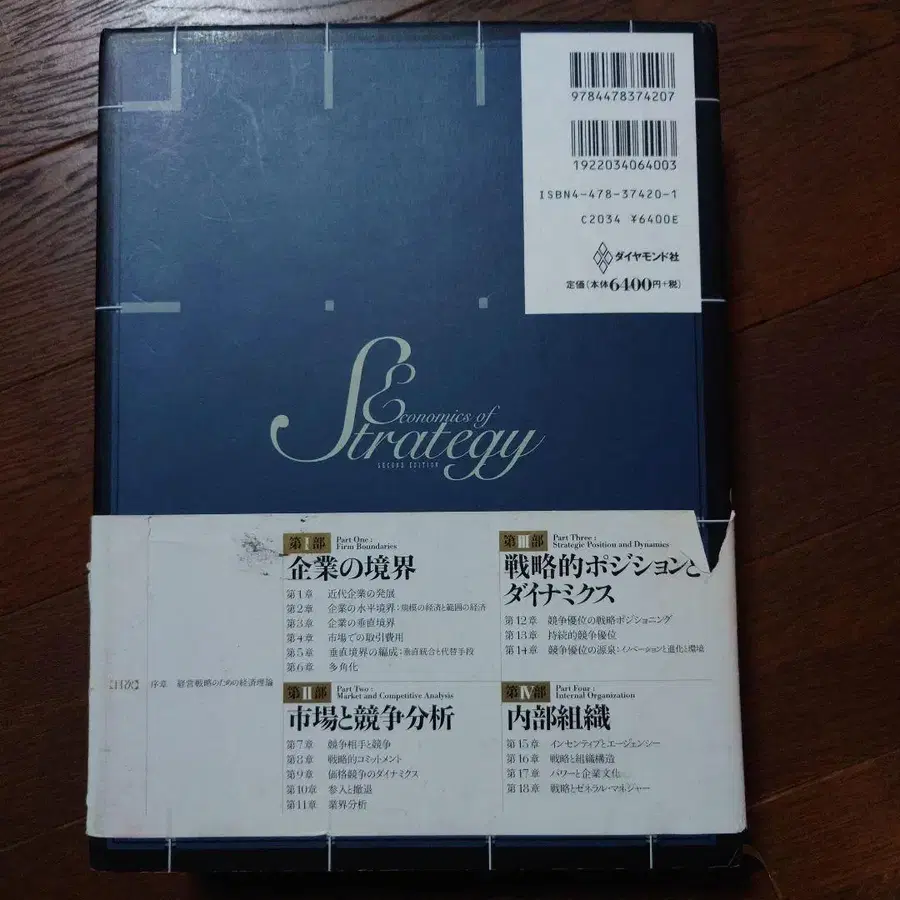 9784478374207
1922034064003
ISBN4-478-37420-1
C2034 ¥6400E
ダイヤモンド社
定価(本体6400円+税)
Economics of
Strategy
SECOND EDITION
【目次】
序章 経営戦略のための経済理論
第Ⅰ部 Part One :
Firm Boundaries
企業の境界
第1章 近代企業の発展
第2章 企業の水平境界:規模の経済と範囲の経済
第3章 企業の垂直境界
第4章 市場での取引費用
第5章 垂直境界の編成:垂直統合と代替手段
第6章 多角化
第Ⅱ部 Part Two :
Market and Competitive Analysis
市場と競争分析
第7章 競争相手と競争
第8章 戦略的コミットメント
第9章 価格競争のダイナミクス
第10章 参入と撤退
第11章 業界分析
第Ⅲ部 Part Three :
Strategic Position and Dynamics
戦略的ポジションと
ダイナミクス
第12章 競争優位の戦略ポジショニング
第13章 持続的競争優位
第14章 競争優位の源泉:イノベーションと進化と環境
第Ⅳ部 Part Four :
Internal Organization
内部組織
第15章 インセンティブとエージェンシー
第16章 戦略と組織構造
第17章 パワーと企業文化
第18章 戦略とゼネラル・マネジャー